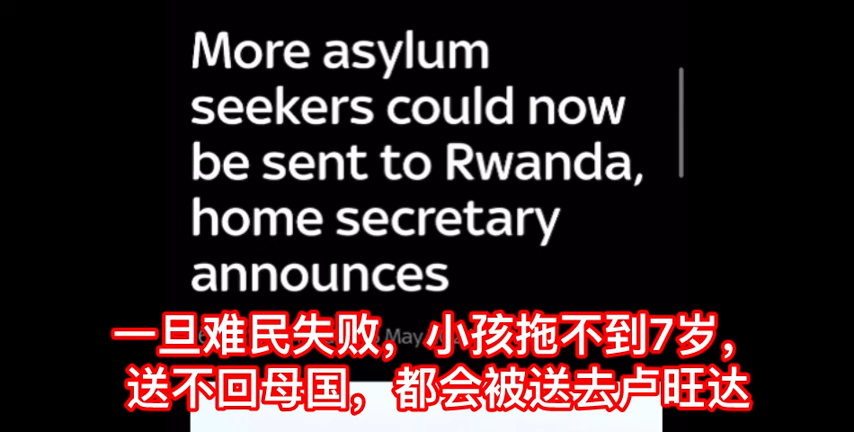 More asylum
seekers could now
be sent to Rwanda,
home secretary
announces
May
一旦难民失败，小孩拖不到7岁，
送不回母国，都会被送去卢旺达